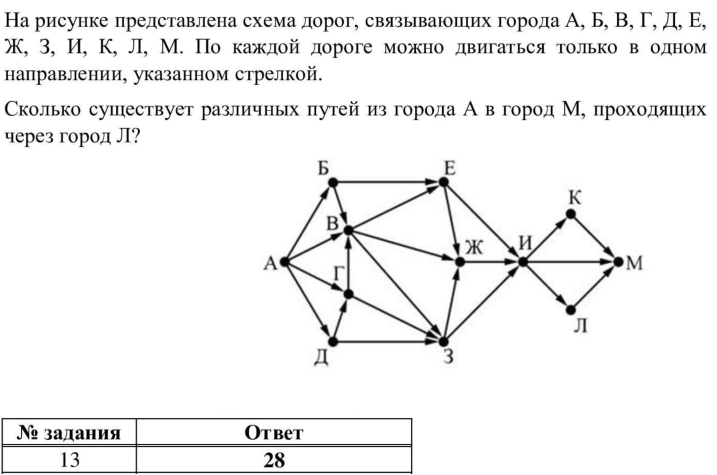 На рисунке представлена схема дорог, связывающих города А, Б, В, Г, Д, Е,
Ж, З, И, К, Л, М. По каждой дороге можно двигаться только в одном
направлении, указанном стрелкой.
Сколько существует различных путей из города А в город М, проходящих
через город Л?
Б
Е
К
В
Ж
И
А
Г
М
Д
З
Л
№ задания Ответ
13 28